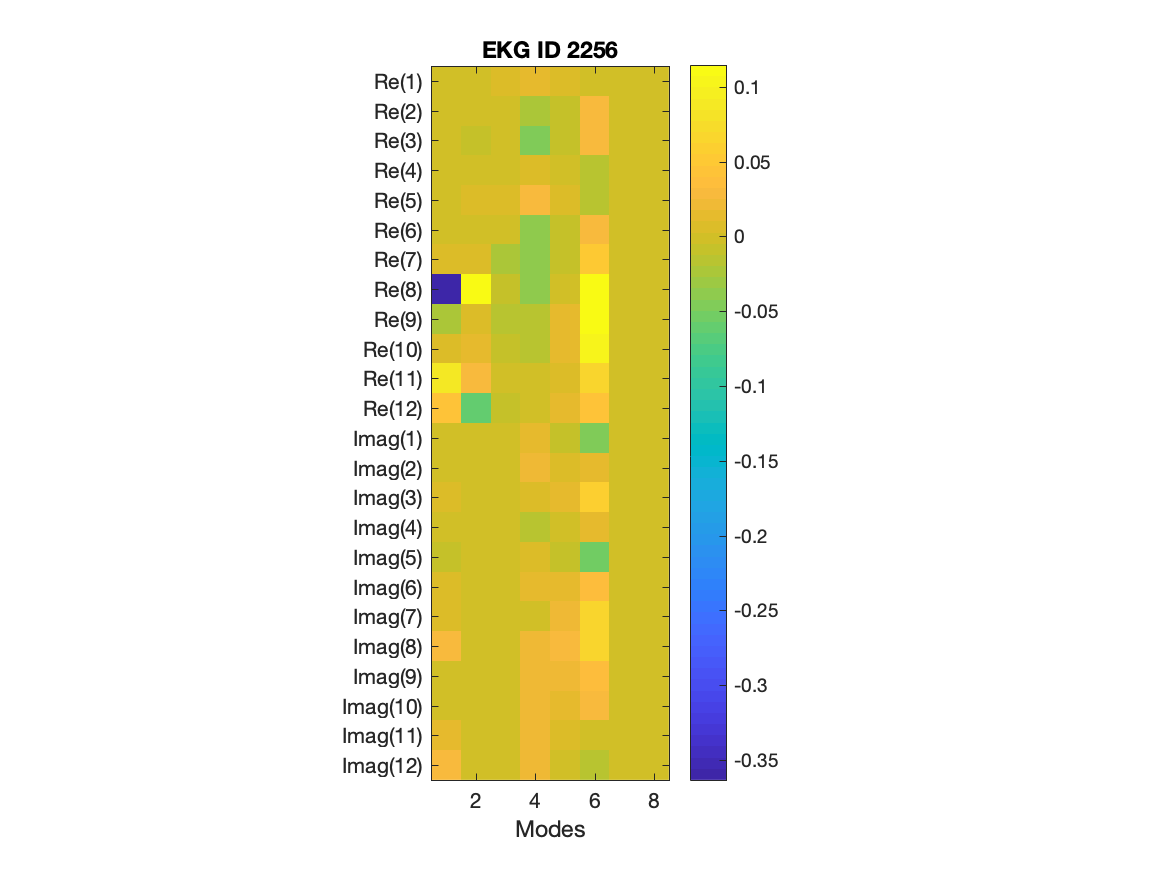 EKG ID 2256
Re(1)
Re(2)
Re(3)
Re(4)
Re(5)
Re(6)
Re(7)
Re(8)
Re(9)
Re(10)
Re(11)
Re(12)
Imag(1)
Imag(2)
Imag(3)
Imag(4)
Imag(5)
Imag(6)
Imag(7)
Imag(8)
Imag(9)
Imag(10)
Imag(11)
Imag(12)
2 4 6 8
Modes
0.1
0.05
0
-0.05
-0.1
-0.15
-0.2
-0.25
-0.3
-0.35